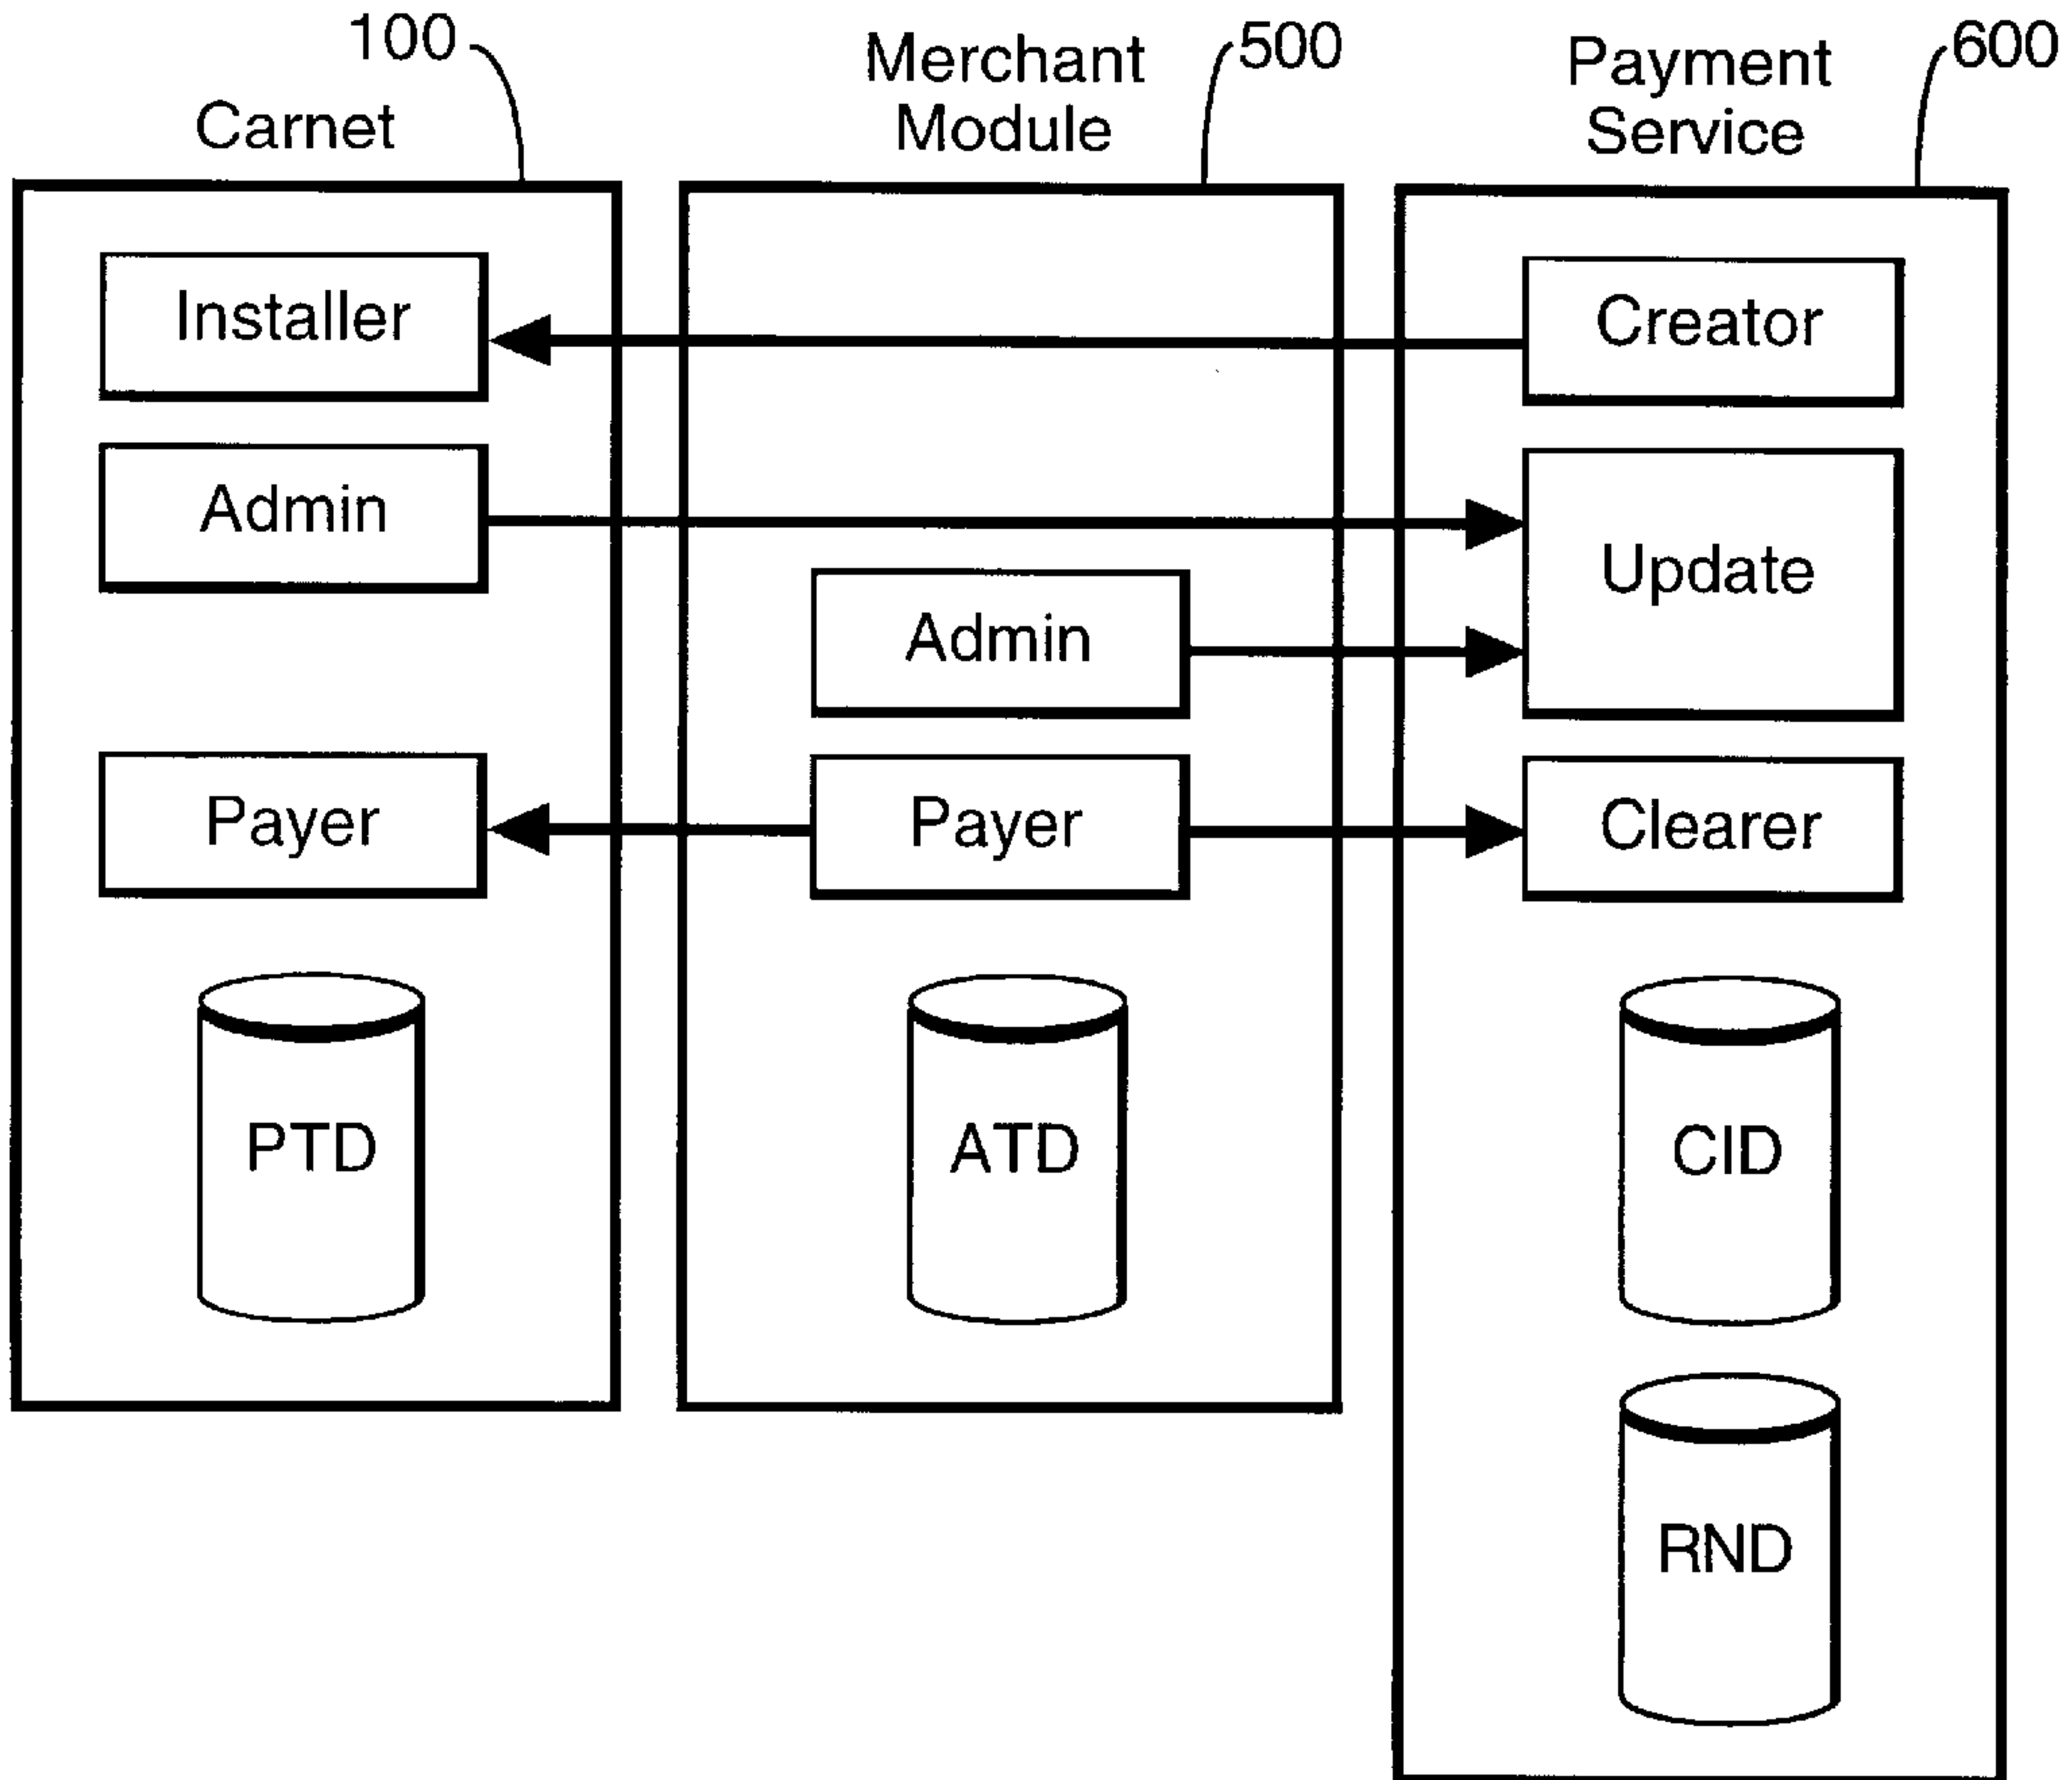 100
Carnet
Merchant
Module
500
Payment
Service
600
Installer
Creator
Admin
Update
Admin
Payer
Payer
Clearer
PTD
ATD
CID
RND